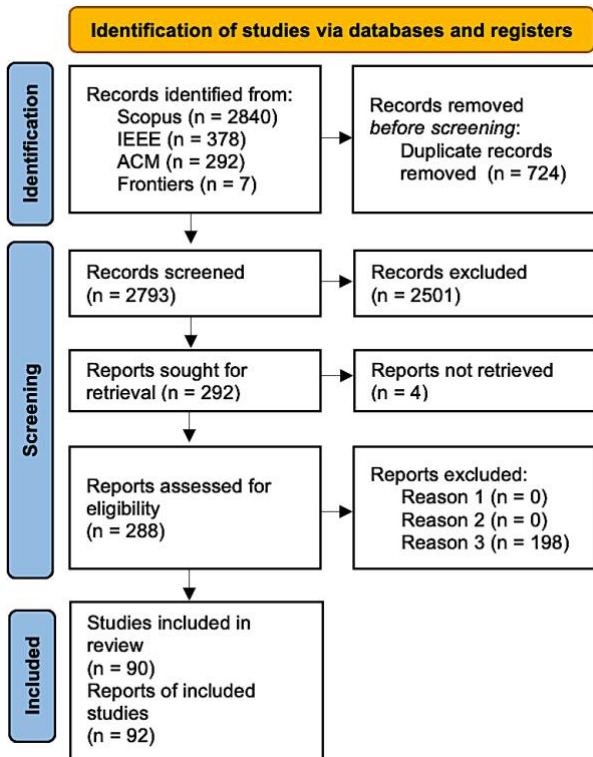 Identification of studies via databases and registers
Identification
Records identified from:
Scopus (n = 2840)
IEEE (n = 378)
ACM (n = 292)
Frontiers (n = 7)
Records removed
before screening:
Duplicate records
removed (n = 724)
Screening
Records screened
(n = 2793)
Records excluded
(n = 2501)
Reports sought for
retrieval (n = 292)
Reports not retrieved
(n = 4)
Reports assessed for
eligibility
(n = 288)
Reports excluded:
Reason 1 (n = 0)
Reason 2 (n = 0)
Reason 3 (n = 198)
Included
Studies included in
review
(n = 90)
Reports of included
studies
(n = 92)